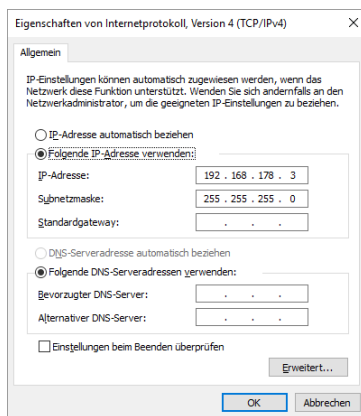 Eigenschaften von Internetprotokoll, Version 4 (TCP/IPv4)
Allgemein
IP-Einstellungen können automatisch zugewiesen werden, wenn das
Netzwerk diese Funktion unterstützt. Wenden Sie sich andernfalls an den
Netzwerkadministrator, um die geeigneten IP-Einstellungen zu beziehen.
IP-Adresse automatisch beziehen
Folgende IP-Adresse verwenden:
IP-Adresse: 192 . 168 . 178 . 3
Subnetzmaske: 255 . 255 . 255 . 0
Standardgateway: . . .
DNS-Serveradresse automatisch beziehen
Folgende DNS-Serveradressen verwenden:
Bevorzugter DNS-Server: . . .
Alternativer DNS-Server: . . .
Einstellungen beim Beenden überprüfen
Erweitert...
OK Abbrechen